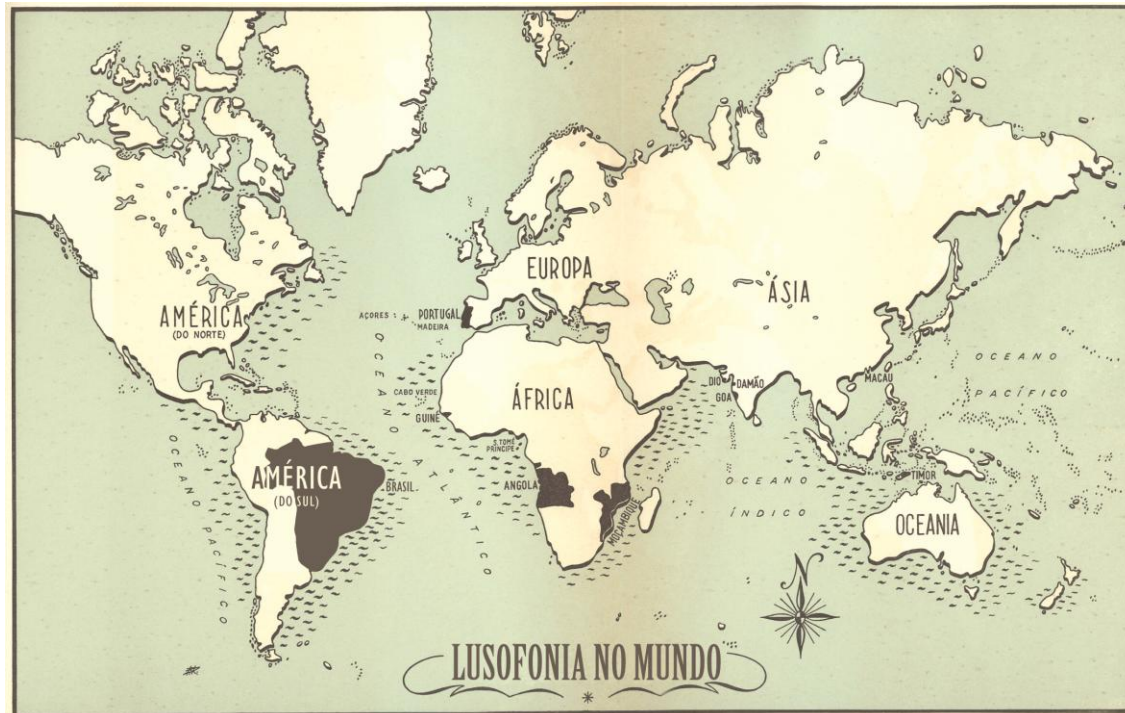 EUROPA
ÁSIA
AMÉRICA
(DO NORTE)
AÇORES
PORTUGAL
MADEIRA
OCEANO ATLÂNTICO
OCEANO
PACÍFICO
MACAU
DIO
DAMÃO
GOA
CABO VERDE
ÁFRICA
GUINÉ
S. TOMÉ
PRINCIPE
OCEANO PACÍFICO
AMÉRICA
(DO SUL)
BRASIL
ANGOLA
MOÇAMBIQUE
OCEANO
ÍNDICO
TIMOR
OCEANIA
N
LUSOFONIA NO MUNDO